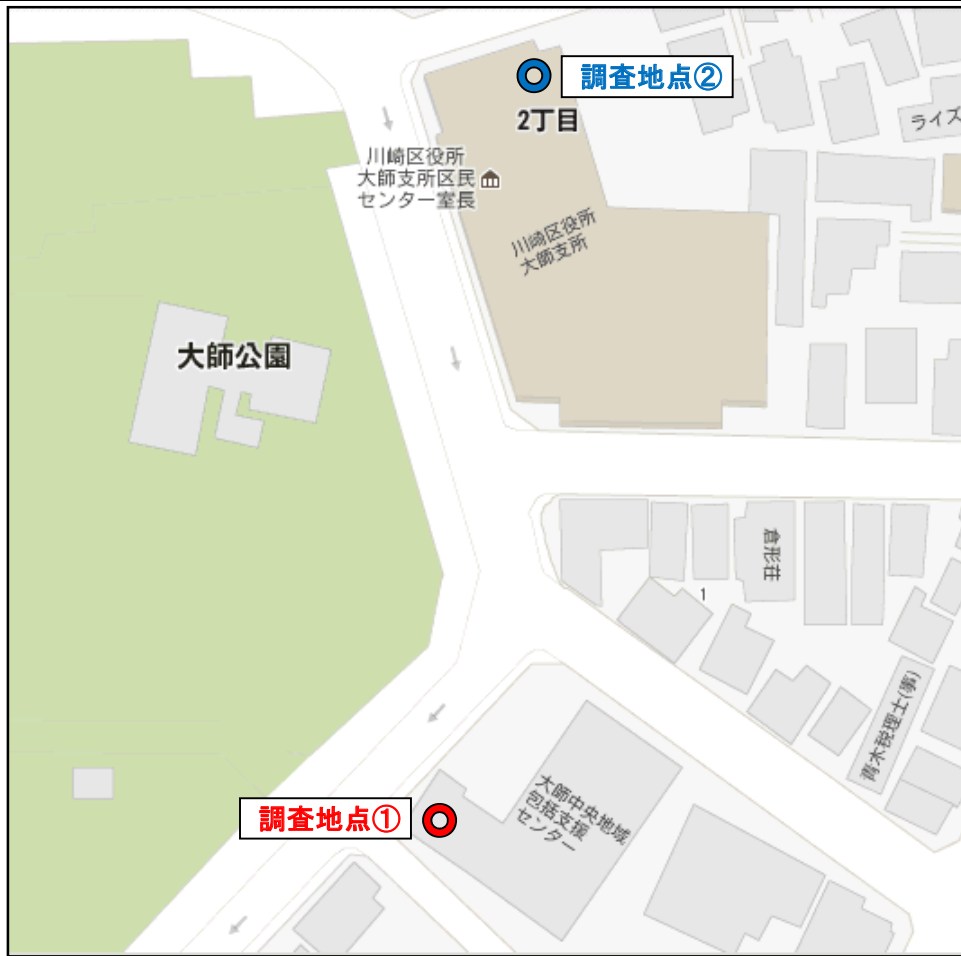 調査地点②
2丁目
ライズ
川崎区役所
大師支所区民
センター室長
川崎区役所
大師支所
大師公園
倉形荘
1
青木税理士(事)
調査地点①
大師中央地域
包括支援
センター